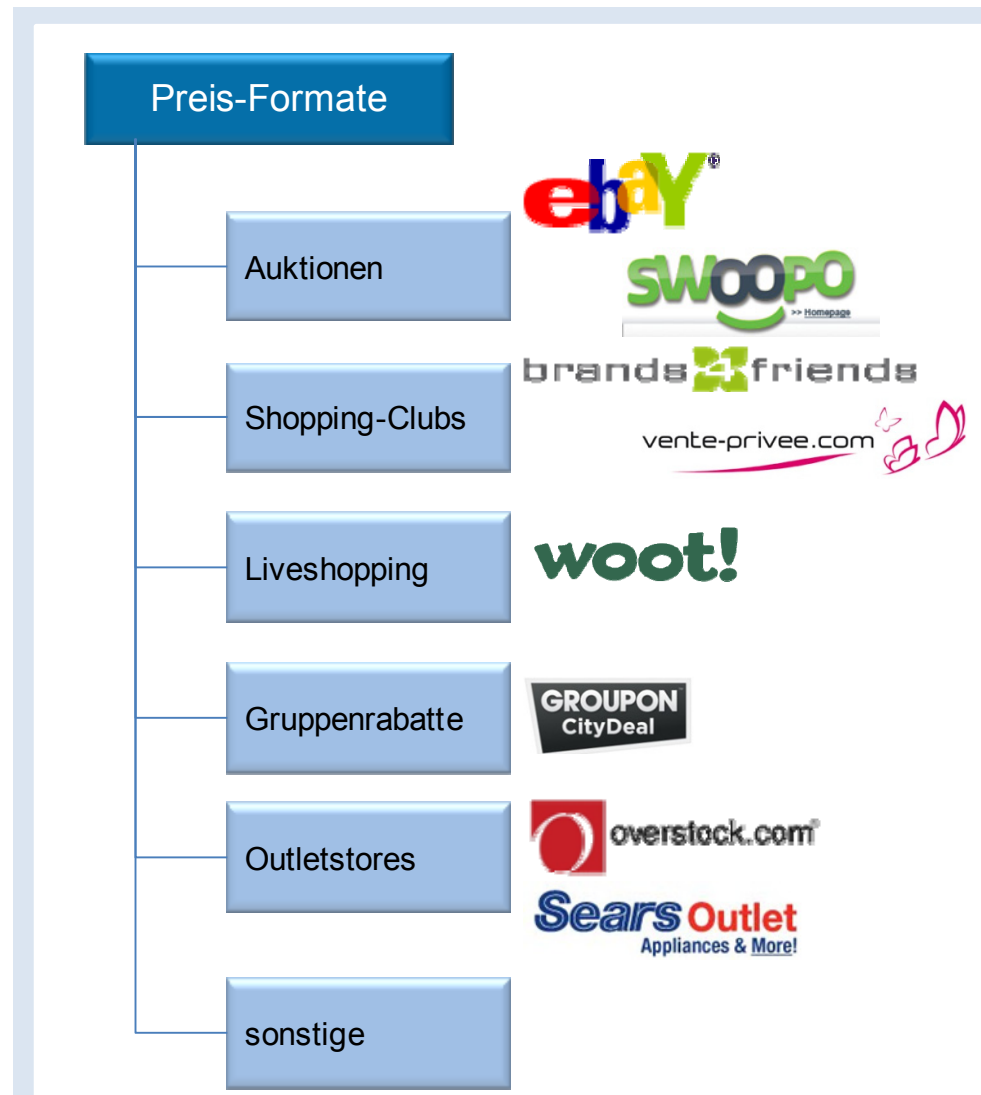 Preis-Formate
ebaY®
Auktionen
SWOOPO
>> Homepage
brands4friends
Shopping-Clubs
vente-privee.com
Liveshopping
woot!
Gruppenrabatte
GROUPON
CityDeal
Outletstores
overstock.com®
Sears Outlet
Appliances & More!
sonstige